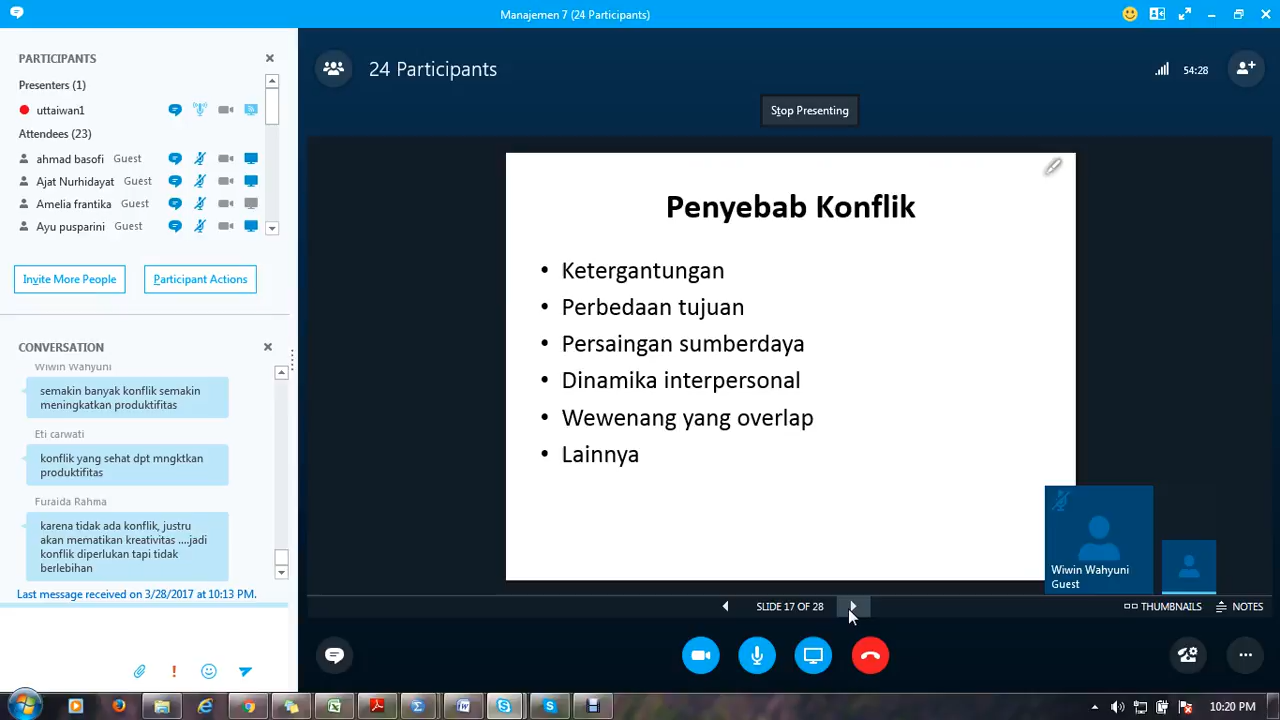 Manajemen 7 (24 Participants)
PARTICIPANTS
Presenters (1)
uttaiwan1
Attendees (23)
ahmad basofi Guest
Ajat Nurhidayat Guest
Amelia frantika Guest
Ayu pusparini Guest
Invite More People
Participant Actions
CONVERSATION
Wiwin Wahyuni
semakin banyak konflik semakin
meningkatkan produktifitas
Eti carwati
konflik yang sehat dpt mngktkan
produktifitas
Furaida Rahma
karena tidak ada konflik, justru
akan mematikan kreativitas ....jadi
konflik diperlukan tapi tidak
berlebihan
Last message received on 3/28/2017 at 10:13 PM.
24 Participants
54:28
Stop Presenting
Penyebab Konflik
• Ketergantungan
• Perbedaan tujuan
• Persaingan sumberdaya
• Dinamika interpersonal
• Wewenang yang overlap
• Lainnya
Wiwin Wahyuni
Guest
SLIDE 17 OF 28
THUMBNAILS
NOTES
10:20 PM